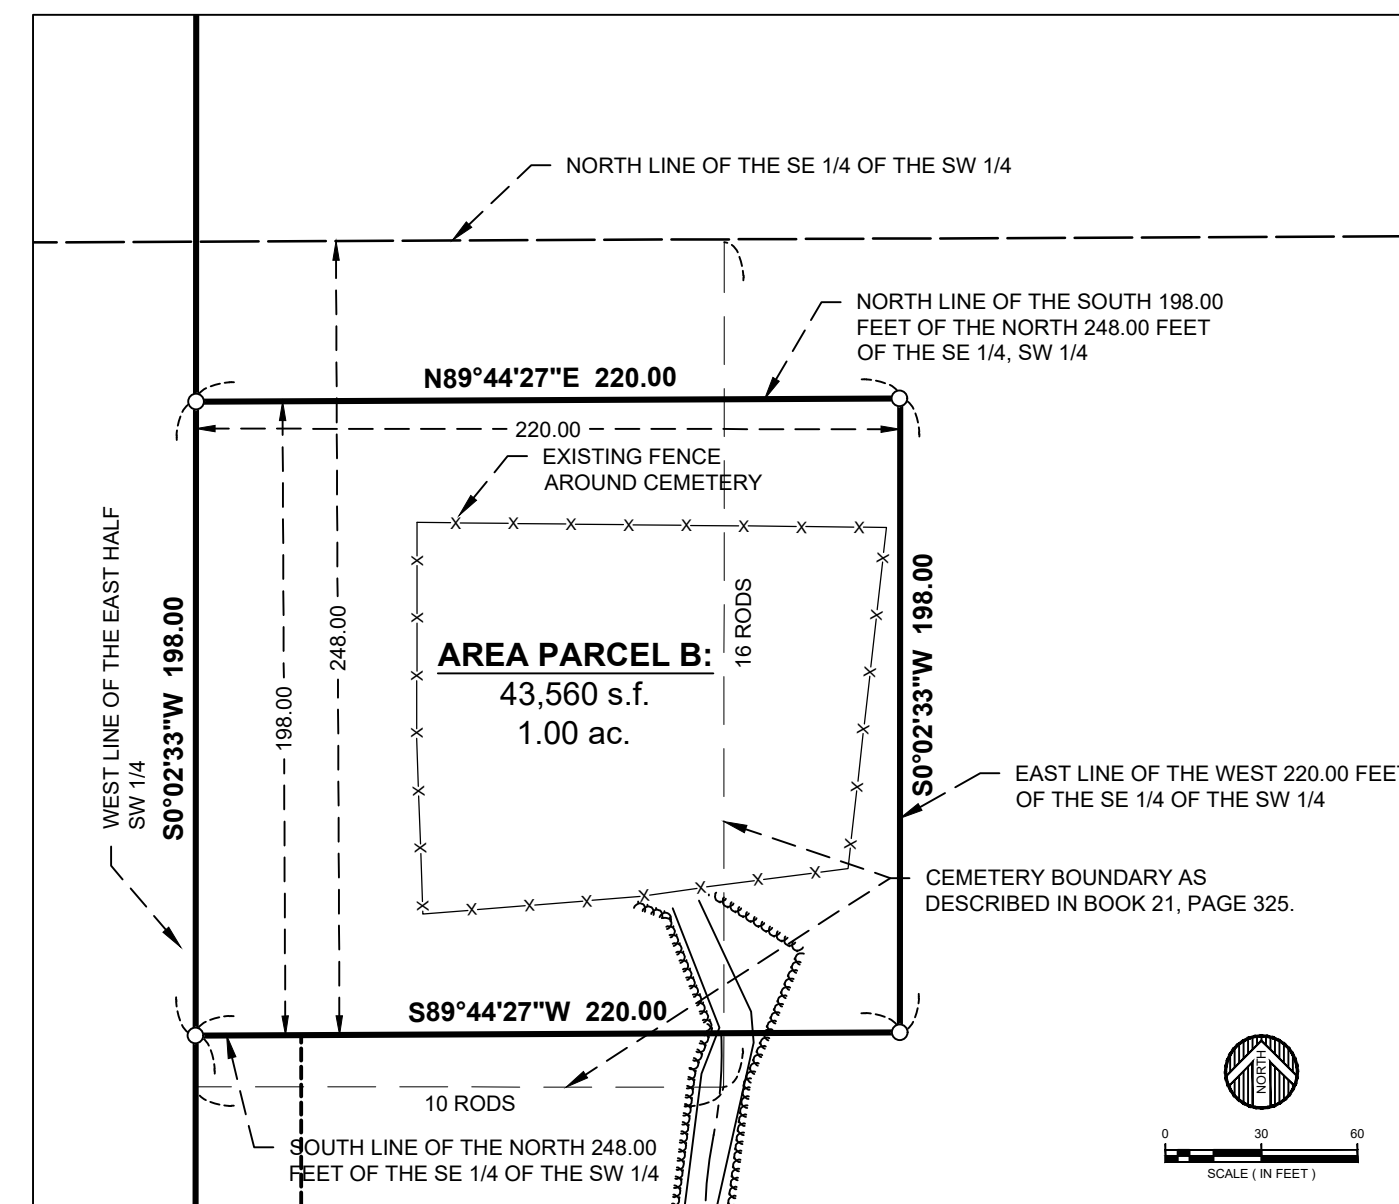 NORTH LINE OF THE SE 1/4 OF THE SW 1/4
NORTH LINE OF THE SOUTH 198.00
FEET OF THE NORTH 248.00 FEET
OF THE SE 1/4, SW 1/4
N89°44'27"E 220.00
220.00
EXISTING FENCE
AROUND CEMETERY
WEST LINE OF THE EAST HALF
SW 1/4
S0°02'33"W 198.00
198.00
248.00
AREA PARCEL B:
43,560 s.f.
1.00 ac.
16 RODS
S0°02'33"W 198.00
EAST LINE OF THE WEST 220.00 FEET
OF THE SE 1/4 OF THE SW 1/4
CEMETERY BOUNDARY AS
DESCRIBED IN BOOK 21, PAGE 325.
S89°44'27"W 220.00
10 RODS
SOUTH LINE OF THE NORTH 248.00
FEET OF THE SE 1/4 OF THE SW 1/4
NORTH
0 30 60
SCALE ( IN FEET )